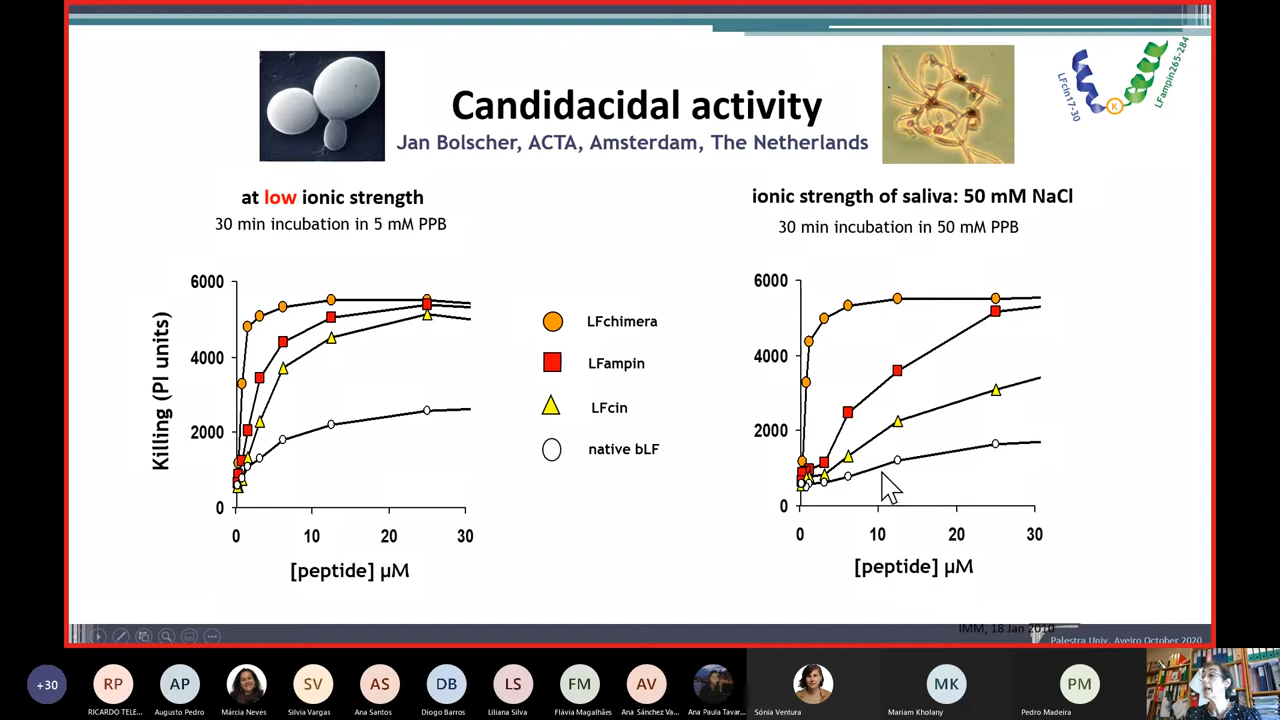 Candidacidal activity
Jan Bolscher, ACTA, Amsterdam, The Netherlands
LFcin17-30
K
LFampin265-284
at low ionic strength
30 min incubation in 5 mM PPB
ionic strength of saliva: 50 mM NaCl
30 min incubation in 50 mM PPB
Killing (PI units)
6000
4000
2000
0
0 10 20 30
[peptide] µM
LFchimera
LFampin
LFcin
native bLF
6000
4000
2000
0
0 10 20 30
[peptide] µM
IMM, 18 Jan 2010
Palestra Univ. Aveiro October 2020
+30
RP
AP
SV
AS
DB
LS
FM
AV
MK
PM
RICARDO TELE...
Augusto Pedro
Márcia Neves
Silvia Vargas
Ana Santos
Diogo Barros
Liliana Silva
Flávia Magalhães
Ana Sánchez Va...
Ana Paula Tavar...
Sónia Ventura
Mariam Kholany
Pedro Madeira